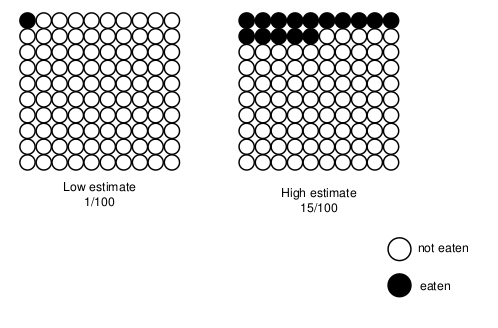 Low estimate
1/100
High estimate
15/100
not eaten
eaten